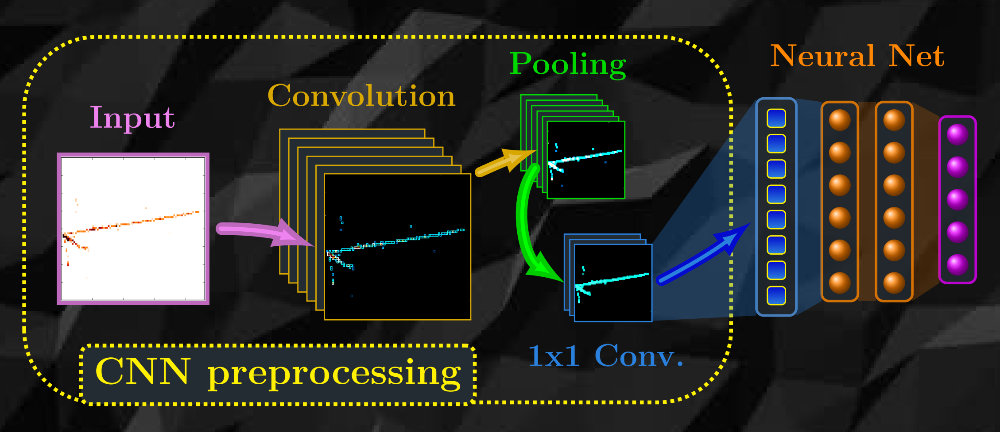 Input
Convolution
Pooling
1x1 Conv.
CNN preprocessing
Neural Net